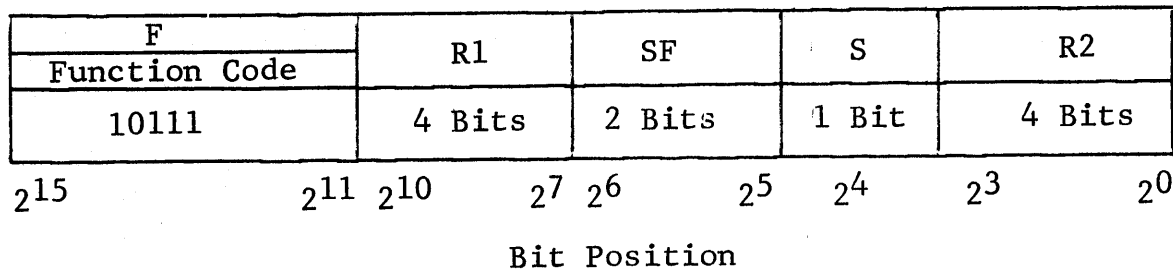 F R1 SF S R2
Function Code
10111 4 Bits 2 Bits 1 Bit 4 Bits
2^15 2^11 2^10 2^7 2^6 2^5 2^4 2^3 2^0
Bit Position